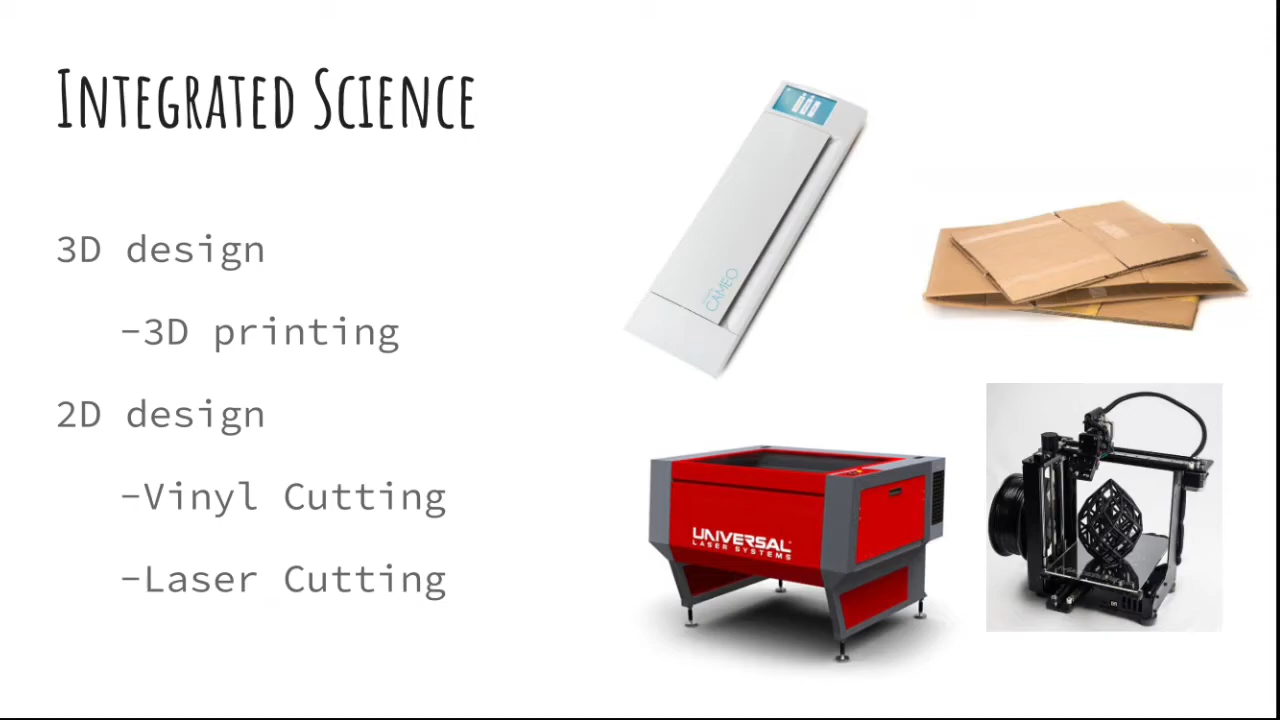 Integrated Science
3D design
-3D printing
2D design
-Vinyl Cutting
-Laser Cutting
CAMEO
UNIVERSAL
LASER SYSTEMS